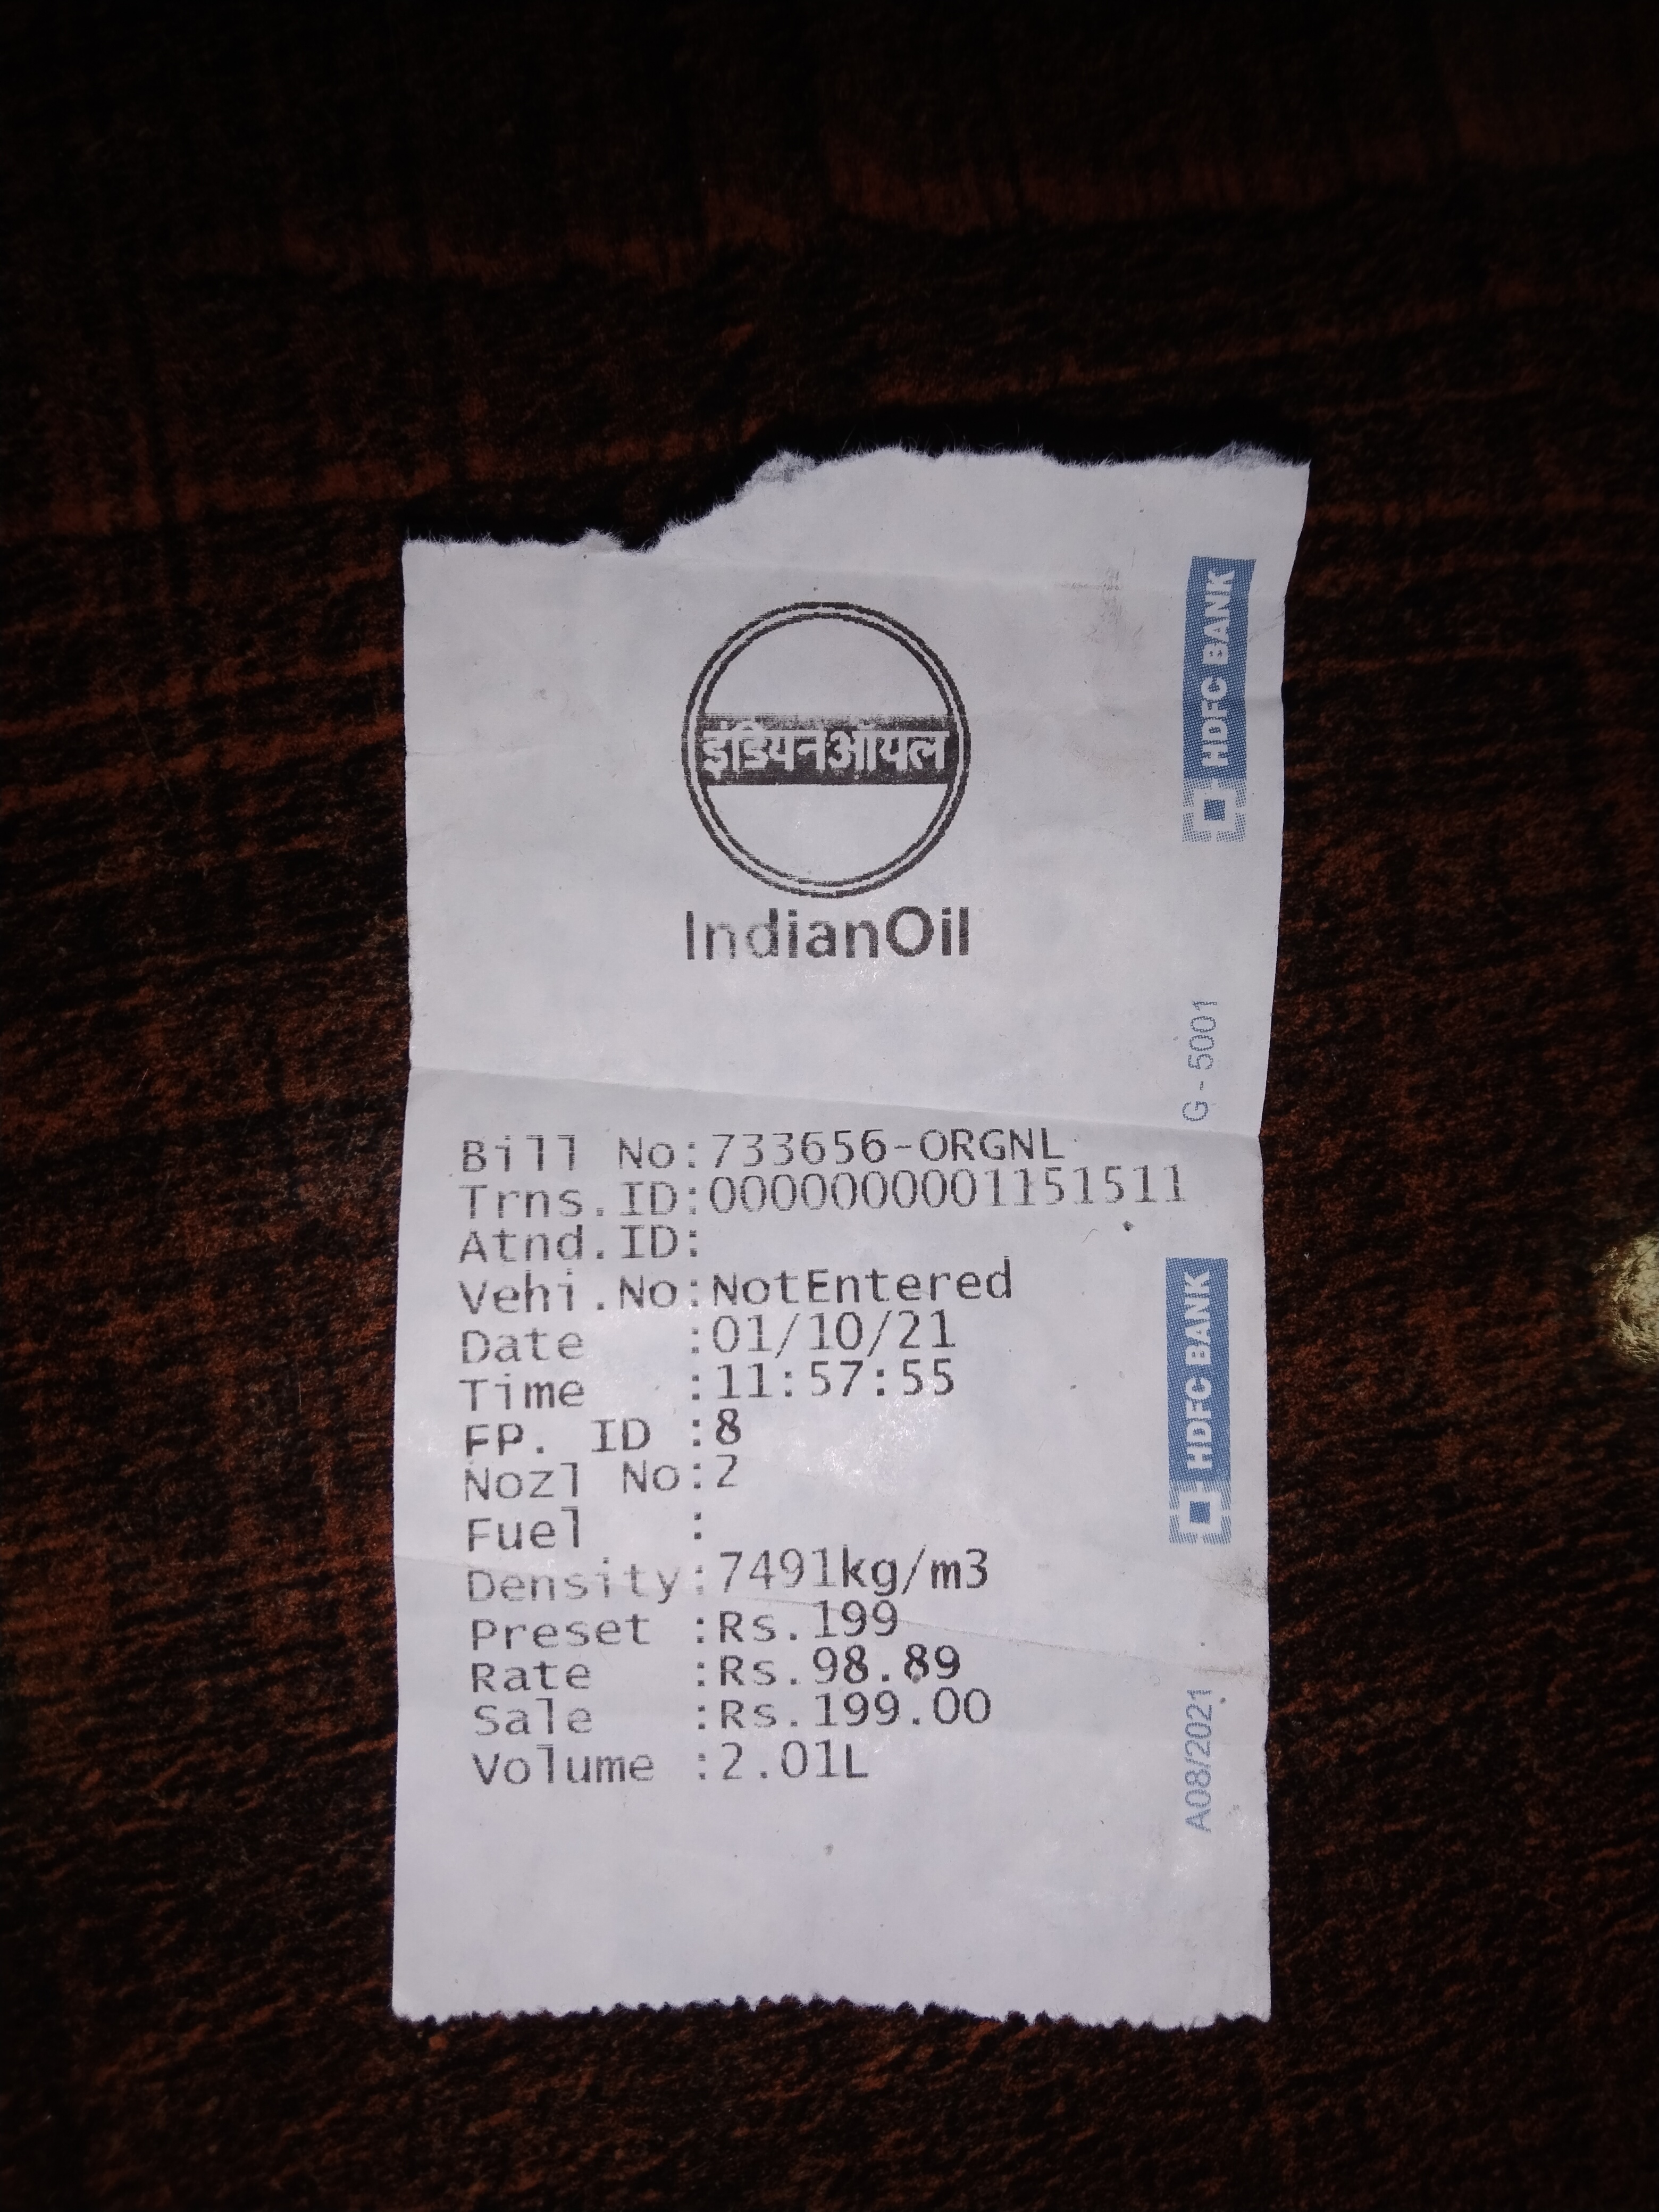 इंडियनऑयल
IndianOil
Bill No:733656-ORGNL
Trns.ID:0000000001151511
Atnd.ID:
Vehi.No:NotEntered
Date :01/10/21
Time :11:57:55
FP. ID :8
Nozl No:2
Fuel :
Density:7491kg/m3
Preset :Rs.199
Rate :Rs.98.89
Sale :Rs.199.00
Volume :2.01L
HDFC BANK
G - 5001
HDFC BANK
A08/2021